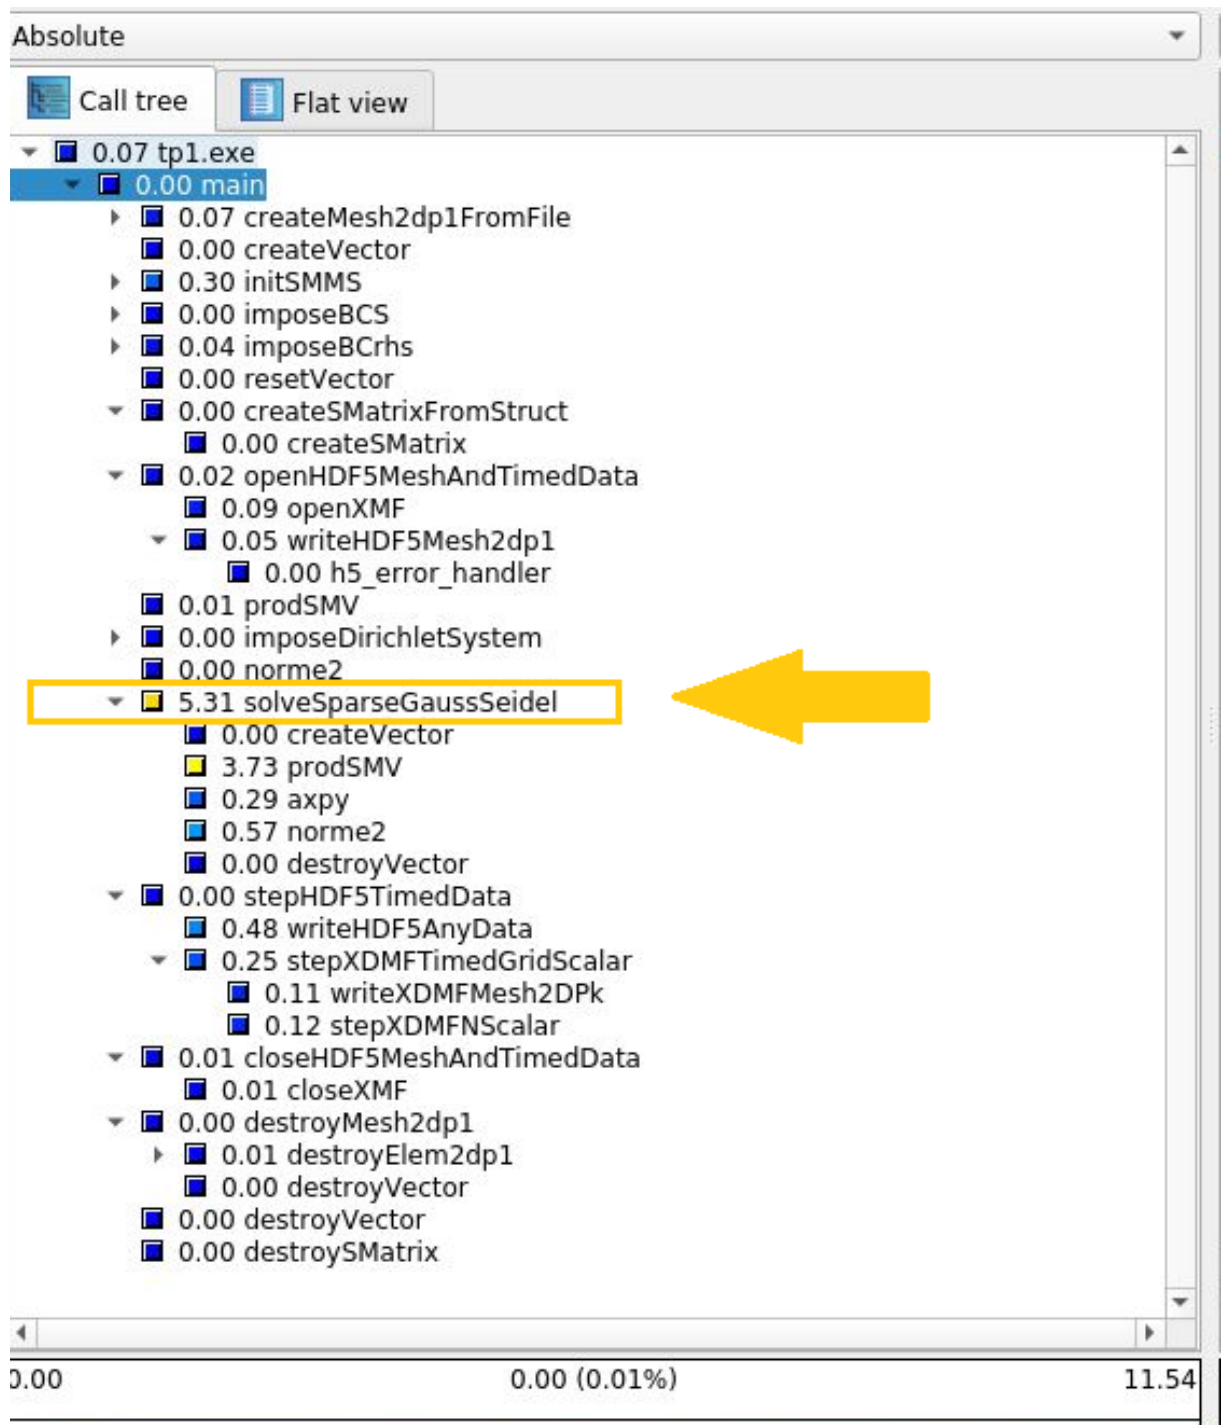 Absolute
Call tree Flat view
0.07 tp1.exe
0.00 main
0.07 createMesh2dp1FromFile
0.00 createVector
0.30 initSMMS
0.00 imposeBCS
0.04 imposeBCrhs
0.00 resetVector
0.00 createSMatrixFromStruct
0.00 createSMatrix
0.02 openHDF5MeshAndTimedData
0.09 openXMF
0.05 writeHDF5Mesh2dp1
0.00 h5_error_handler
0.01 prodSMV
0.00 imposeDirichletSystem
0.00 norme2
5.31 solveSparseGaussSeidel
0.00 createVector
3.73 prodSMV
0.29 axpy
0.57 norme2
0.00 destroyVector
0.00 stepHDF5TimedData
0.48 writeHDF5AnyData
0.25 stepXDMFTimedGridScalar
0.11 writeXDMFMesh2DPk
0.12 stepXDMFNScalar
0.01 closeHDF5MeshAndTimedData
0.01 closeXMF
0.00 destroyMesh2dp1
0.01 destroyElem2dp1
0.00 destroyVector
0.00 destroyVector
0.00 destroySMatrix
0.00 0.00 (0.01%) 11.54